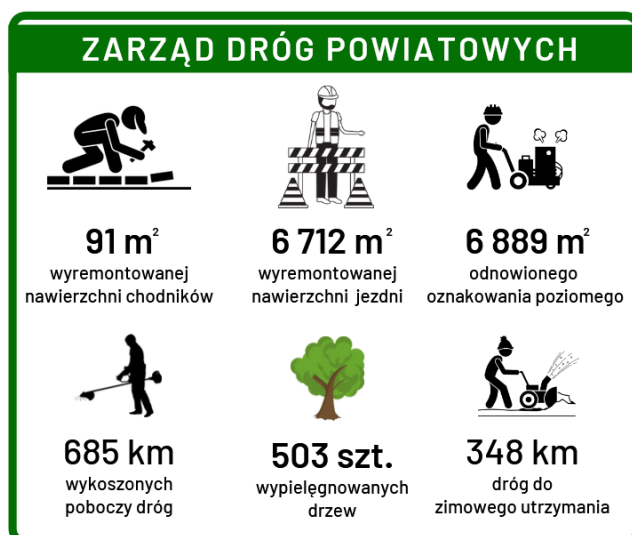 ZARZĄD DRÓG POWIATOWYCH
91 m²
wyremontowanej
nawierzchni chodników
6 712 m²
wyremontowanej
nawierzchni jezdni
6 889 m²
odnowionego
oznakowania poziomego
685 km
wykoszonych
poboczy dróg
503 szt.
wypielęgnowanych
drzew
348 km
dróg do
zimowego utrzymania